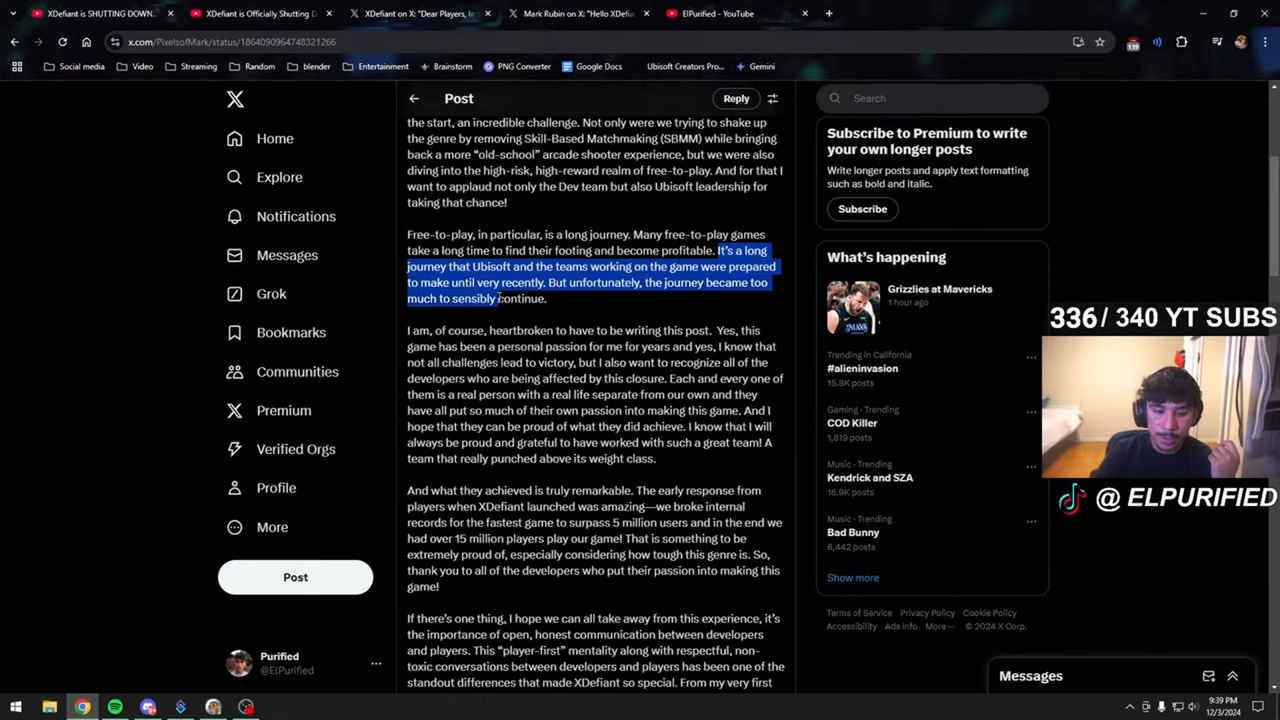 XDefiant is SHUTTING DOWN
XDefiant is Officially Shutting D
XDefiant on X: "Dear Players, In
Mark Rubin on X: "Hello XDefia
ElPurified - YouTube
x.com/PixelsofMark/status/1864090964748321266
139
Social media
Video
Streaming
Random
blender
Entertainment
Brainstorm
PNG Converter
Google Docs
Ubisoft Creators Pro...
Gemini
Home
Explore
Notifications
Messages
Grok
Bookmarks
Communities
Premium
Verified Orgs
Profile
More
Post
Purified
@ElPurified
Post
Reply
the start, an incredible challenge. Not only were we trying to shake up
the genre by removing Skill-Based Matchmaking (SBMM) while bringing
back a more “old-school” arcade shooter experience, but we were also
diving into the high-risk, high-reward realm of free-to-play. And for that I
want to applaud not only the Dev team but also Ubisoft leadership for
taking that chance!
Free-to-play, in particular, is a long journey. Many free-to-play games
take a long time to find their footing and become profitable. It’s a long
journey that Ubisoft and the teams working on the game were prepared
to make until very recently. But unfortunately, the journey became too
much to sensibly continue.
I am, of course, heartbroken to have to be writing this post. Yes, this
game has been a personal passion for me for years and yes, I know that
not all challenges lead to victory, but I also want to recognize all of the
developers who are being affected by this closure. Each and every one of
them is a real person with a real life separate from our own and they
have all put so much of their own passion into making this game. And I
hope that they can be proud of what they did achieve. I know that I will
always be proud and grateful to have worked with such a great team! A
team that really punched above its weight class.
And what they achieved is truly remarkable. The early response from
players when XDefiant launched was amazing—we broke internal
records for the fastest game to surpass 5 million users and in the end we
had over 15 million players play our game! That is something to be
extremely proud of, especially considering how tough this genre is. So,
thank you to all of the developers who put their passion into making this
game!
If there’s one thing, I hope we can all take away from this experience, it’s
the importance of open, honest communication between developers
and players. This “player-first” mentality along with respectful, non-
toxic conversations between developers and players has been one of the
standout differences that made XDefiant so special. From my very first
Search
Subscribe to Premium to write
your own longer posts
Write longer posts and apply text formatting
such as bold and italic.
Subscribe
What’s happening
Grizzlies at Mavericks
1 hour ago
Trending in California
#alieninvasion
15.8K posts
Gaming · Trending
COD Killer
1,819 posts
Music · Trending
Kendrick and SZA
16.9K posts
Music · Trending
Bad Bunny
6,442 posts
Show more
Terms of Service Privacy Policy Cookie Policy
Accessibility Ads info More ··· © 2024 X Corp.
Messages
336/ 340 YT SUBS
@ ELPURIFIED
9:39 PM
12/3/2024